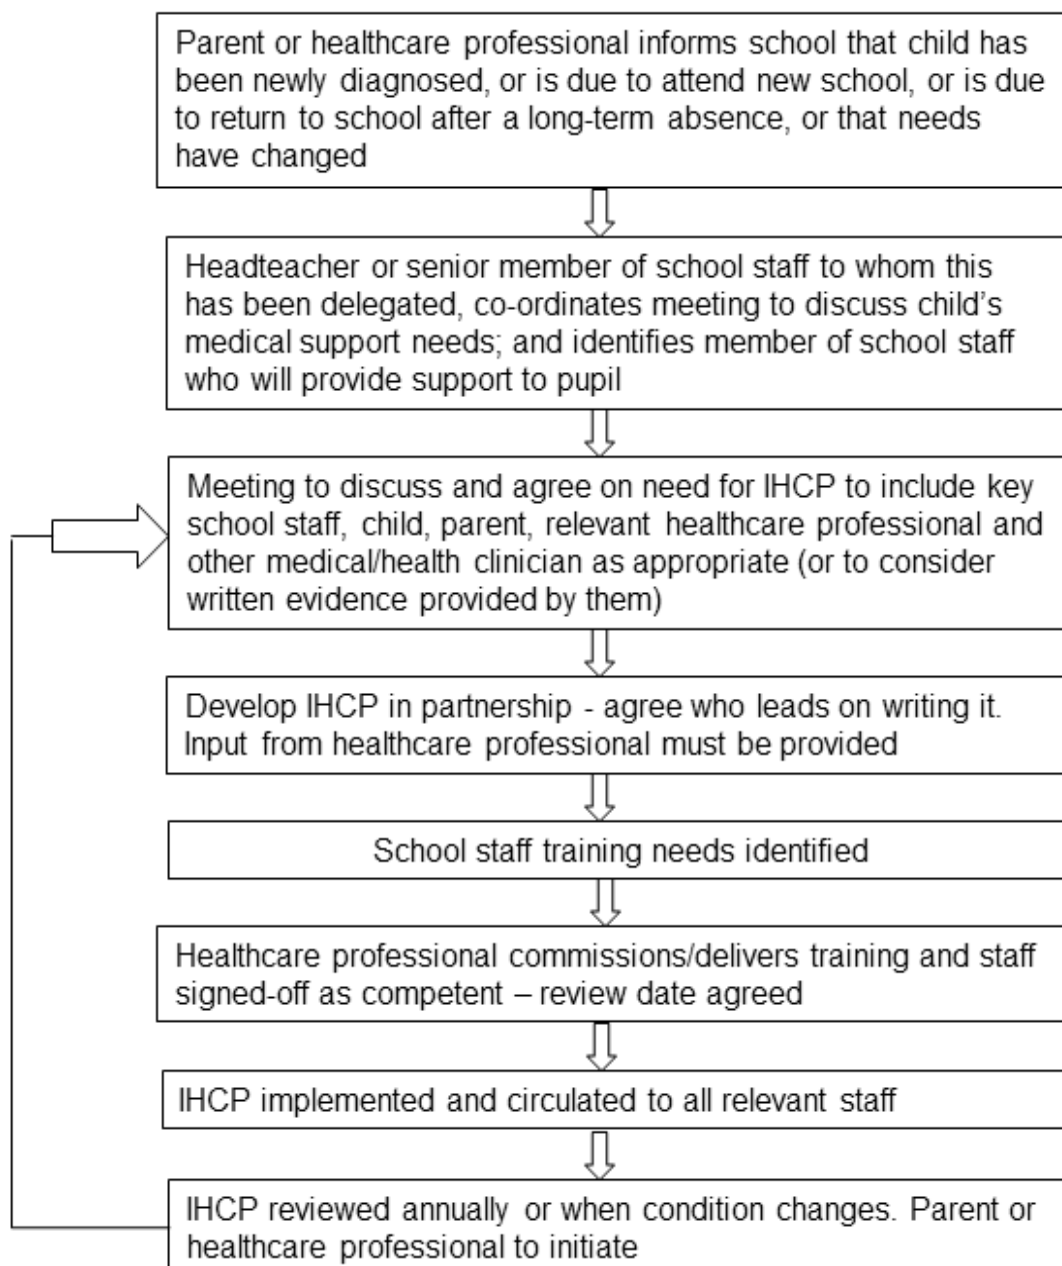 Parent or healthcare professional informs school that child has
been newly diagnosed, or is due to attend new school, or is due
to return to school after a long-term absence, or that needs
have changed
Headteacher or senior member of school staff to whom this
has been delegated, co-ordinates meeting to discuss child’s
medical support needs; and identifies member of school staff
who will provide support to pupil
Meeting to discuss and agree on need for IHCP to include key
school staff, child, parent, relevant healthcare professional and
other medical/health clinician as appropriate (or to consider
written evidence provided by them)
Develop IHCP in partnership - agree who leads on writing it.
Input from healthcare professional must be provided
School staff training needs identified
Healthcare professional commissions/delivers training and staff
signed-off as competent – review date agreed
IHCP implemented and circulated to all relevant staff
IHCP reviewed annually or when condition changes. Parent or
healthcare professional to initiate